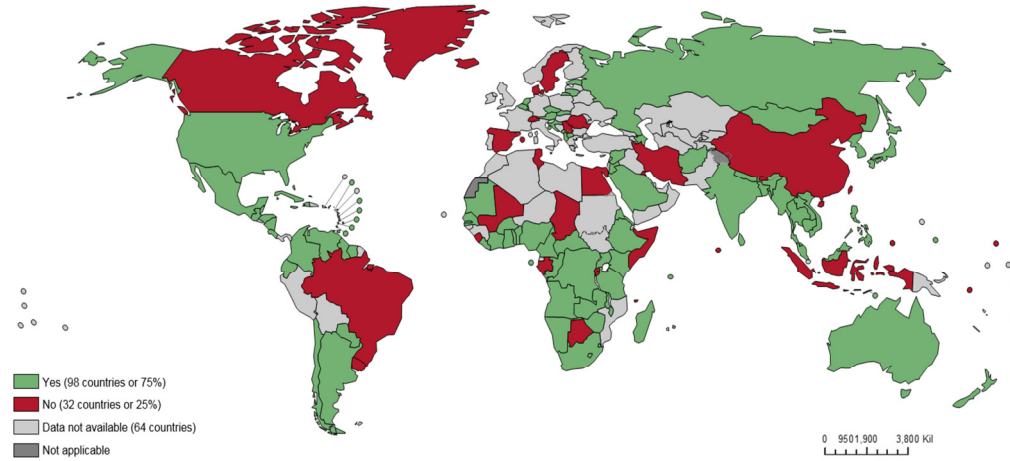 Yes (98 countries or 75%)
No (32 countries or 25%)
Data not available (64 countries)
Not applicable
0 9501,900 3,800 Kil